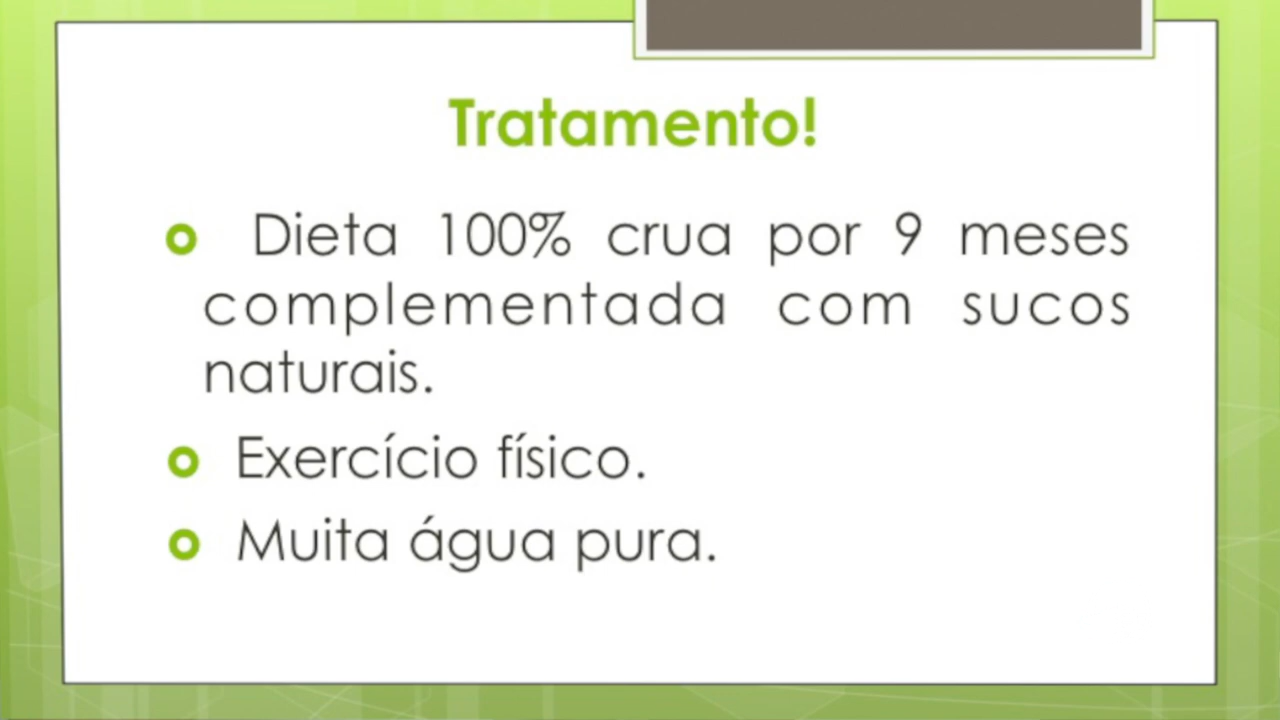 Tratamento!
Dieta 100% crua por 9 meses
complementada com sucos
naturais.
Exercício físico.
Muita água pura.